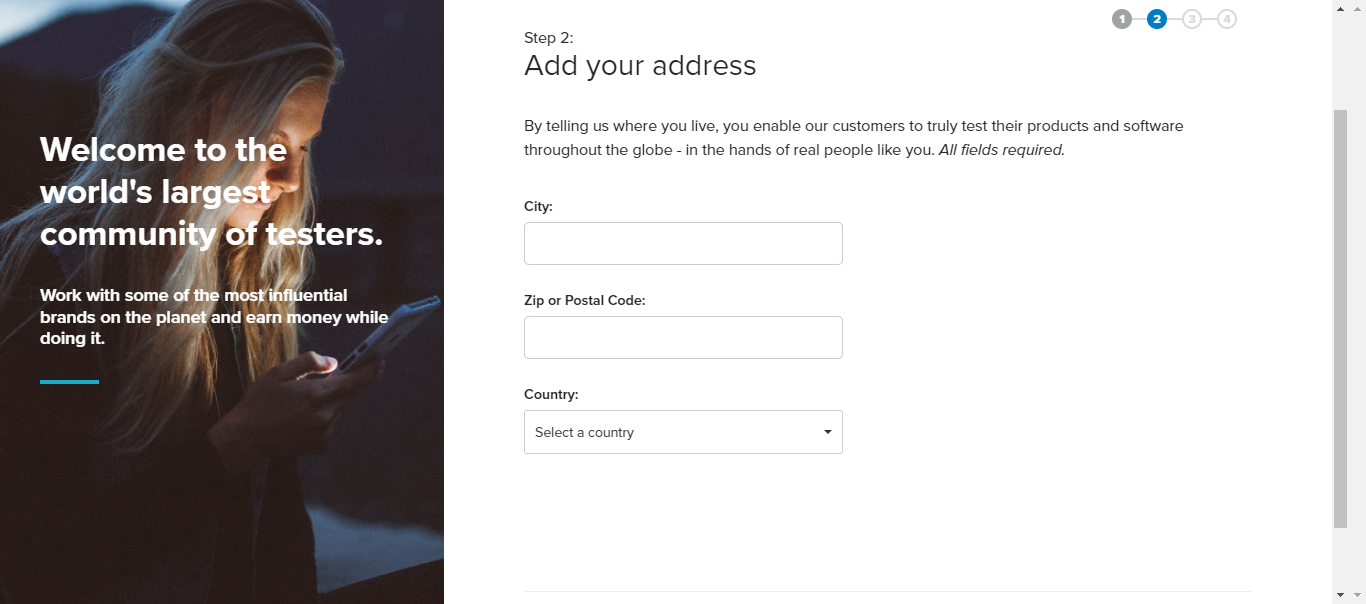 Welcome to the
world's largest
community of testers.
Work with some of the most influential
brands on the planet and earn money while
doing it.
1 2 3 4
Step 2:
Add your address
By telling us where you live, you enable our customers to truly test their products and software
throughout the globe - in the hands of real people like you. All fields required.
City:
Zip or Postal Code:
Country:
Select a country